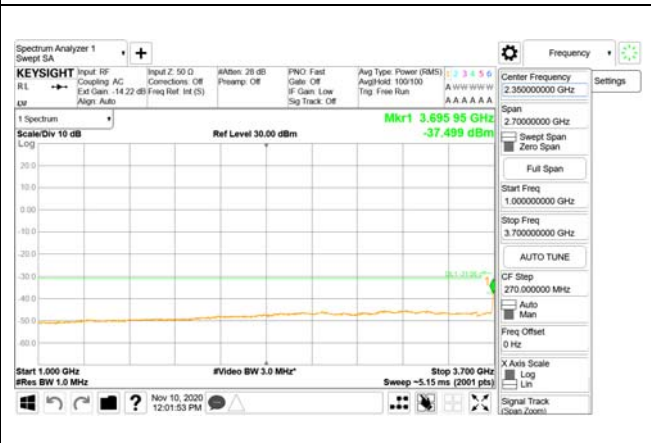 Spectrum Analyzer 1
Swept SA
+
Frequency
KEYSIGHT
RL
Input: RF
Coupling: AC
Ext Gain: -14.22 dB
Align: Auto
Input Z: 50 Ω
Corrections: Off
Freq Ref: Int (S)
#Atten: 28 dB
Preamp: Off
PNO: Fast
Gate: Off
IF Gain: Low
Sig Track: Off
Avg Type: Power (RMS)
Avg|Hold: 100/100
Trig: Free Run
1 2 3 4 5 6
A W W W W W
A A A A A A
1 Spectrum
Scale/Div 10 dB
Ref Level 30.00 dBm
Mkr1 3.695 95 GHz
-37.499 dBm
Log
20.0
10.0
0.00
-10.0
-20.0
-30.0
-40.0
-50.0
-60.0
1
Start 1.000 GHz
#Video BW 3.0 MHz*
Stop 3.700 GHz
#Res BW 1.0 MHz
Sweep ~5.15 ms (2001 pts)
?
Nov 10, 2020
12:01:53 PM
Center Frequency
2.350000000 GHz
Settings
Span
2.70000000 GHz
Swept Span
Zero Span
Full Span
Start Freq
1.000000000 GHz
Stop Freq
3.700000000 GHz
AUTO TUNE
CF Step
270.000000 MHz
Auto
Man
Freq Offset
0 Hz
X Axis Scale
Log
Lin
Signal Track
(Span Zoom)